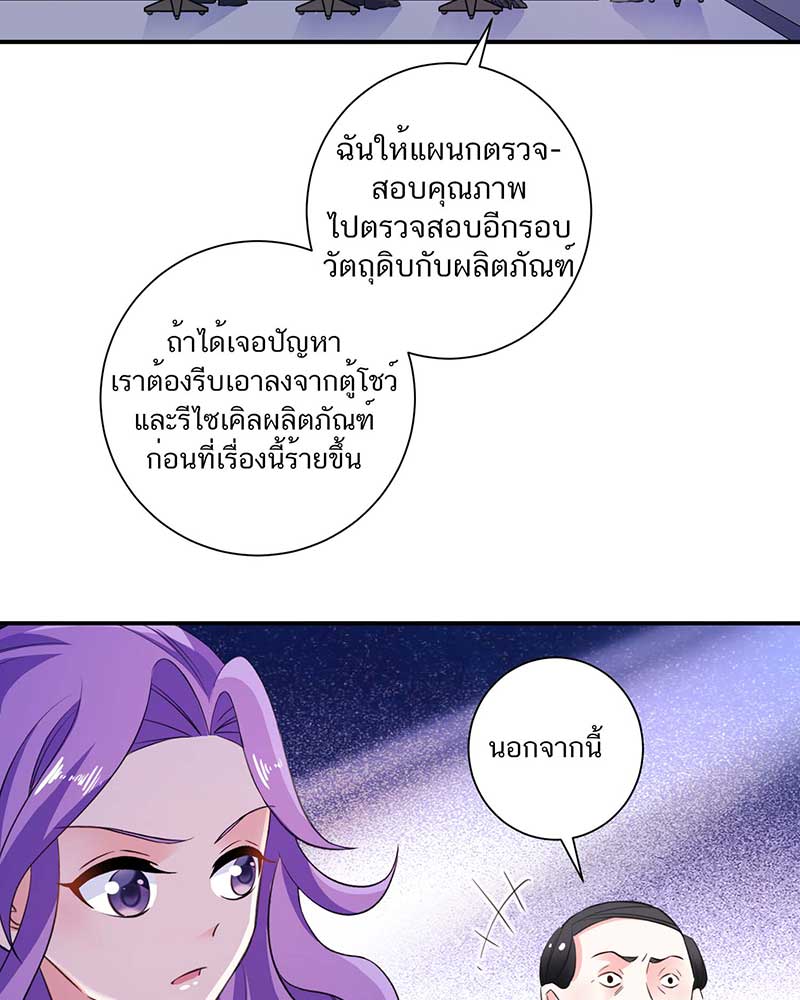 ฉันให้แผนกตรวจ-
สอบคุณภาพ
ไปตรวจสอบอีกรอบ
วัตถุดิบกับผลิตภัณฑ์
ถ้าได้เจอปัญหา
เราต้องรีบเอาลงจากตู้โชว์
และรีไซเคิลผลิตภัณฑ์
ก่อนที่เรื่องนี้ร้ายขึ้น
นอกจากนี้